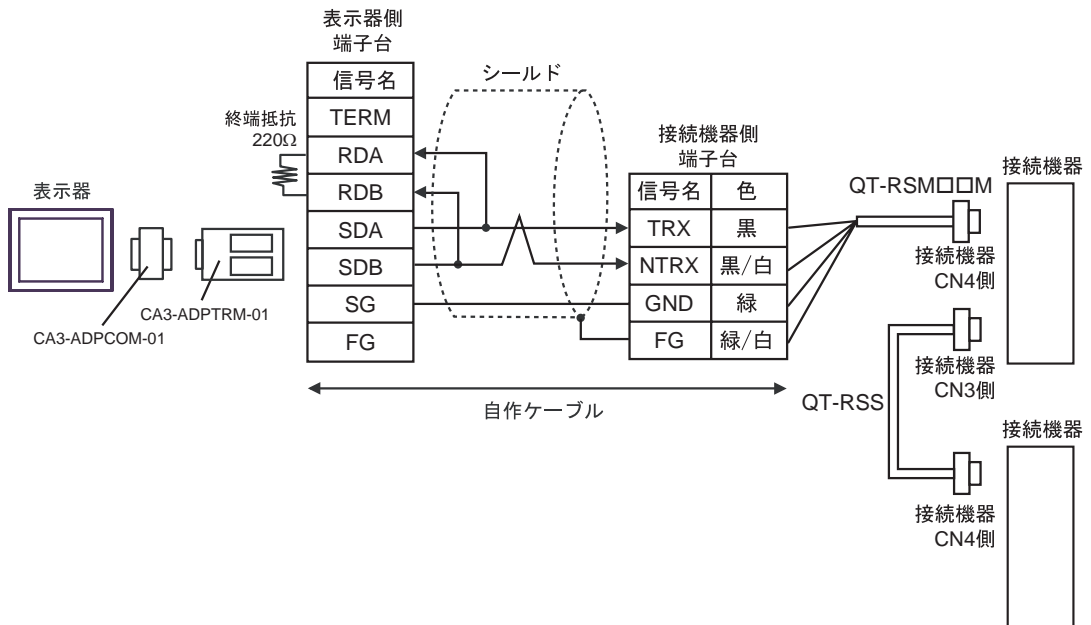 表示器側
端子台
信号名
TERM
RDA
RDB
SDA
SDB
SG
FG
終端抵抗
220Ω
シールド
表示器
CA3-ADPCOM-01
CA3-ADPTRM-01
接続機器側
端子台
信号名 色
TRX 黒
NTRX 黒/白
GND 緑
FG 緑/白
自作ケーブル
QT-RSM□□M
接続機器
接続機器
CN4側
接続機器
CN3側
QT-RSS
接続機器
接続機器
CN4側